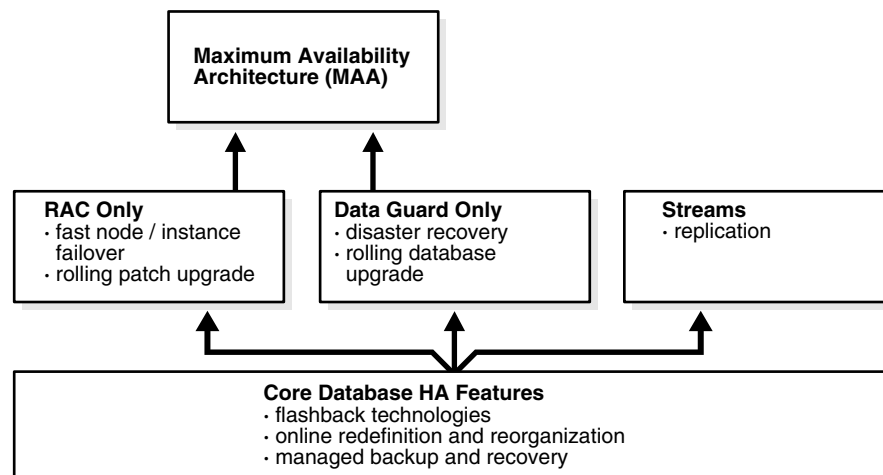 Maximum Availability
Architecture (MAA)
RAC Only
· fast node / instance
failover
· rolling patch upgrade
Data Guard Only
· disaster recovery
· rolling database
upgrade
Streams
· replication
Core Database HA Features
· flashback technologies
· online redefinition and reorganization
· managed backup and recovery